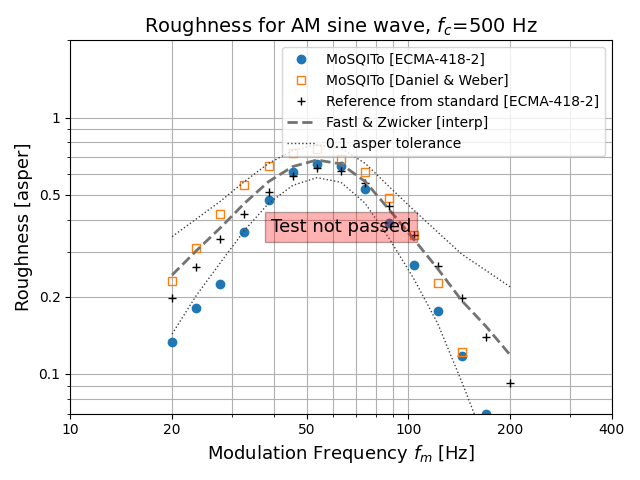 Roughness for AM sine wave, f_c=500 Hz
MoSQITo [ECMA-418-2]
MoSQITo [Daniel & Weber]
Reference from standard [ECMA-418-2]
Fastl & Zwicker [interp]
0.1 asper tolerance
Test not passed
Roughness [asper]
1
0.5
0.2
0.1
10 20 50 100 200 400
Modulation Frequency f_m [Hz]